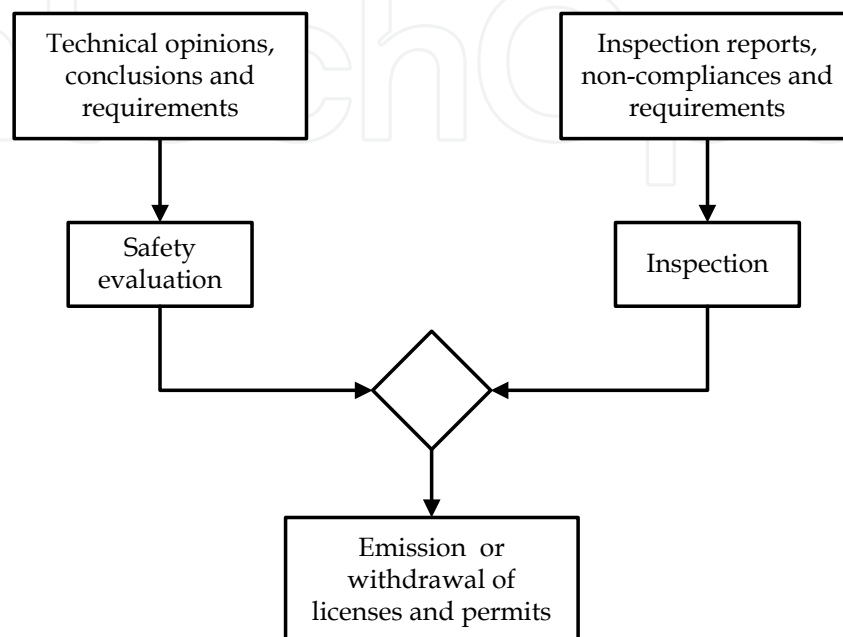 Technical opinions,
conclusions and
requirements
Inspection reports,
non-compliances and
requirements
Safety
evaluation
Inspection
Emission or
withdrawal of
licenses and permits